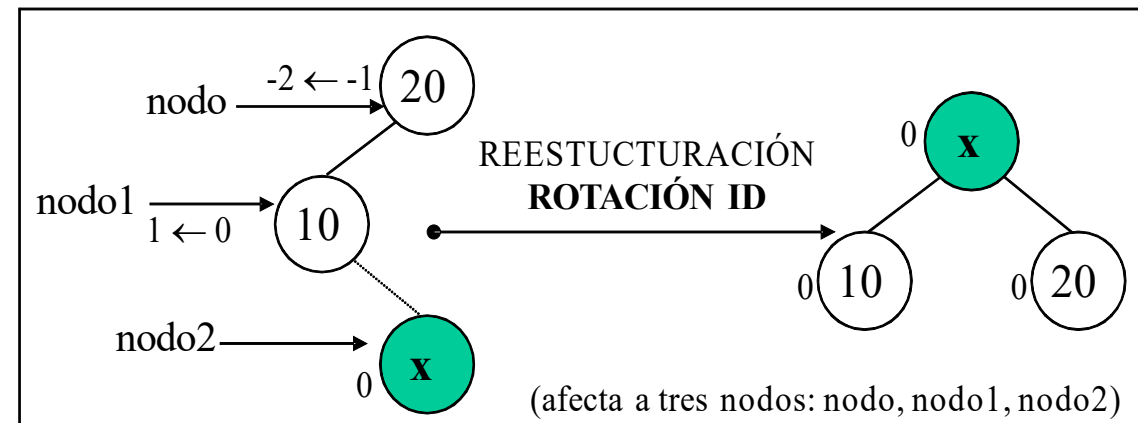 -2 ← -1
20
nodo
nodo1
1 ← 0
10
nodo2
0
x
REESTUCTURACIÓN
ROTACIÓN ID
0
x
0
10
0
20
(afecta a tres nodos: nodo, nodo1, nodo2)